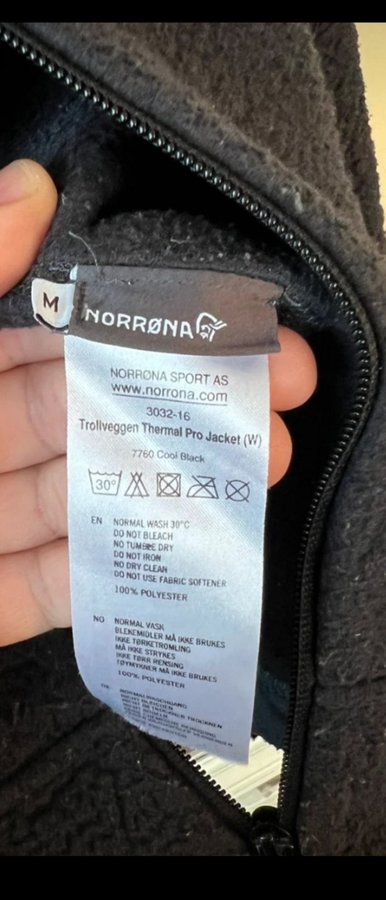 M
NORRØNA
NORRØNA SPORT AS
www.norrona.com
3032-16
Trollveggen Thermal Pro Jacket (W)
7760 Cool Black
30°
EN NORMAL WASH 30°C
DO NOT BLEACH
NO TUMBLE DRY
DO NOT IRON
NO DRY CLEAN
DO NOT USE FABRIC SOFTENER
100% POLYESTER
NO NORMAL VASK
BLEKEMIDLER MÅ IKKE BRUKES
IKKE TØRKETROMLING
MÅ IKKE STRYKES
IKKE TØRR RENSING
TØYMYKNER MÅ IKKE BRUKES
100% POLYESTER